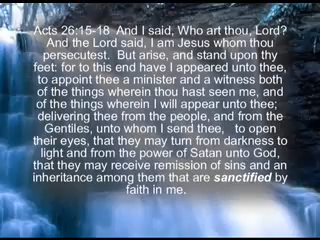 Acts 26:15-18  And I said, Who art thou, Lord?
And the Lord said, I am Jesus whom thou
persecutest.  But arise, and stand upon thy
feet: for to this end have I appeared unto thee,
to appoint thee a minister and a witness both
of the things wherein thou hast seen me, and
of the things wherein I will appear unto thee;
delivering thee from the people, and from the
Gentiles, unto whom I send thee,   to open
their eyes, that they may turn from darkness to
light and from the power of Satan unto God,
that they may receive remission of sins and an
inheritance among them that are sanctified by
faith in me.